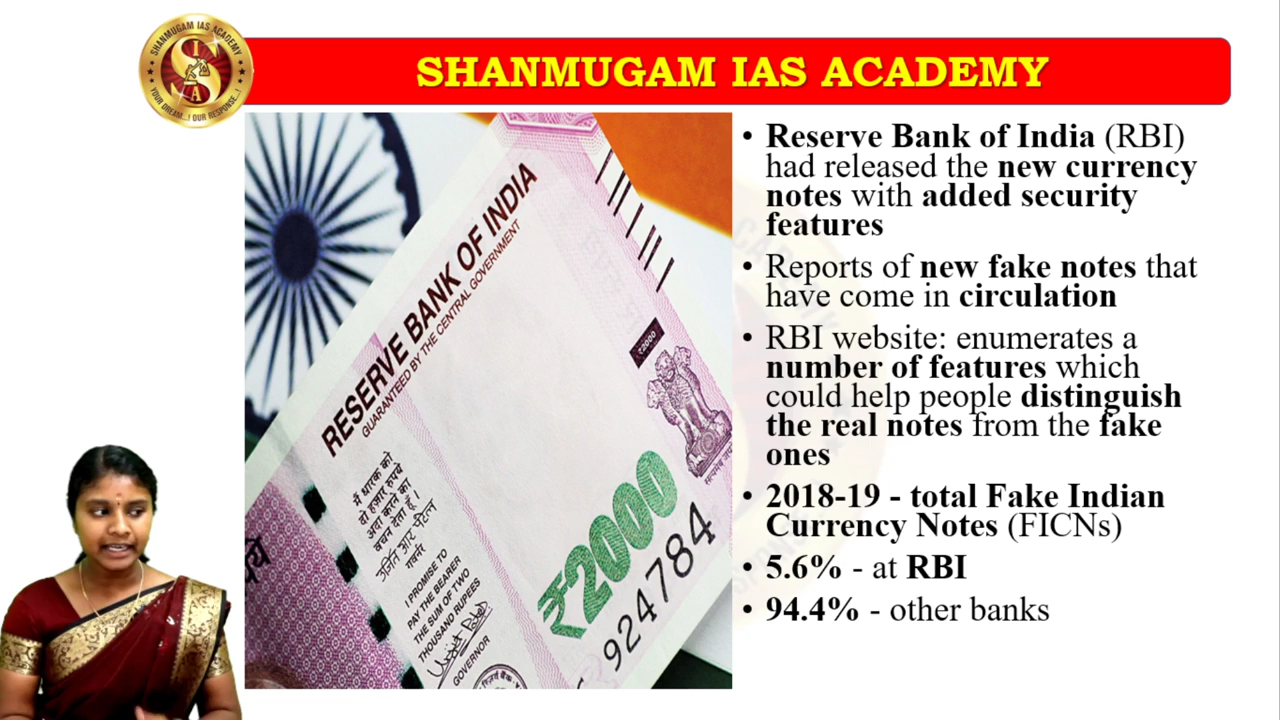 SHANMUGAM IAS ACADEMY
SHANMUGAM IAS ACADEMY
S
I A
YOUR DREAM...! OUR RESPONSE...!
• Reserve Bank of India (RBI)
had released the new currency
notes with added security
features
• Reports of new fake notes that
have come in circulation
• RBI website: enumerates a
number of features which
could help people distinguish
the real notes from the fake
ones
• 2018-19 - total Fake Indian
Currency Notes (FICNs)
• 5.6% - at RBI
• 94.4% - other banks
RESERVE BANK OF INDIA
GUARANTEED BY THE CENTRAL GOVERNMENT
₹2000
मैं धारक को
दो हज़ार रुपये
अदा करने का
वचन देता हूँ।
गवर्नर
I PROMISE TO
PAY THE BEARER
THE SUM OF TWO
THOUSAND RUPEES
GOVERNOR
₹2000
924784